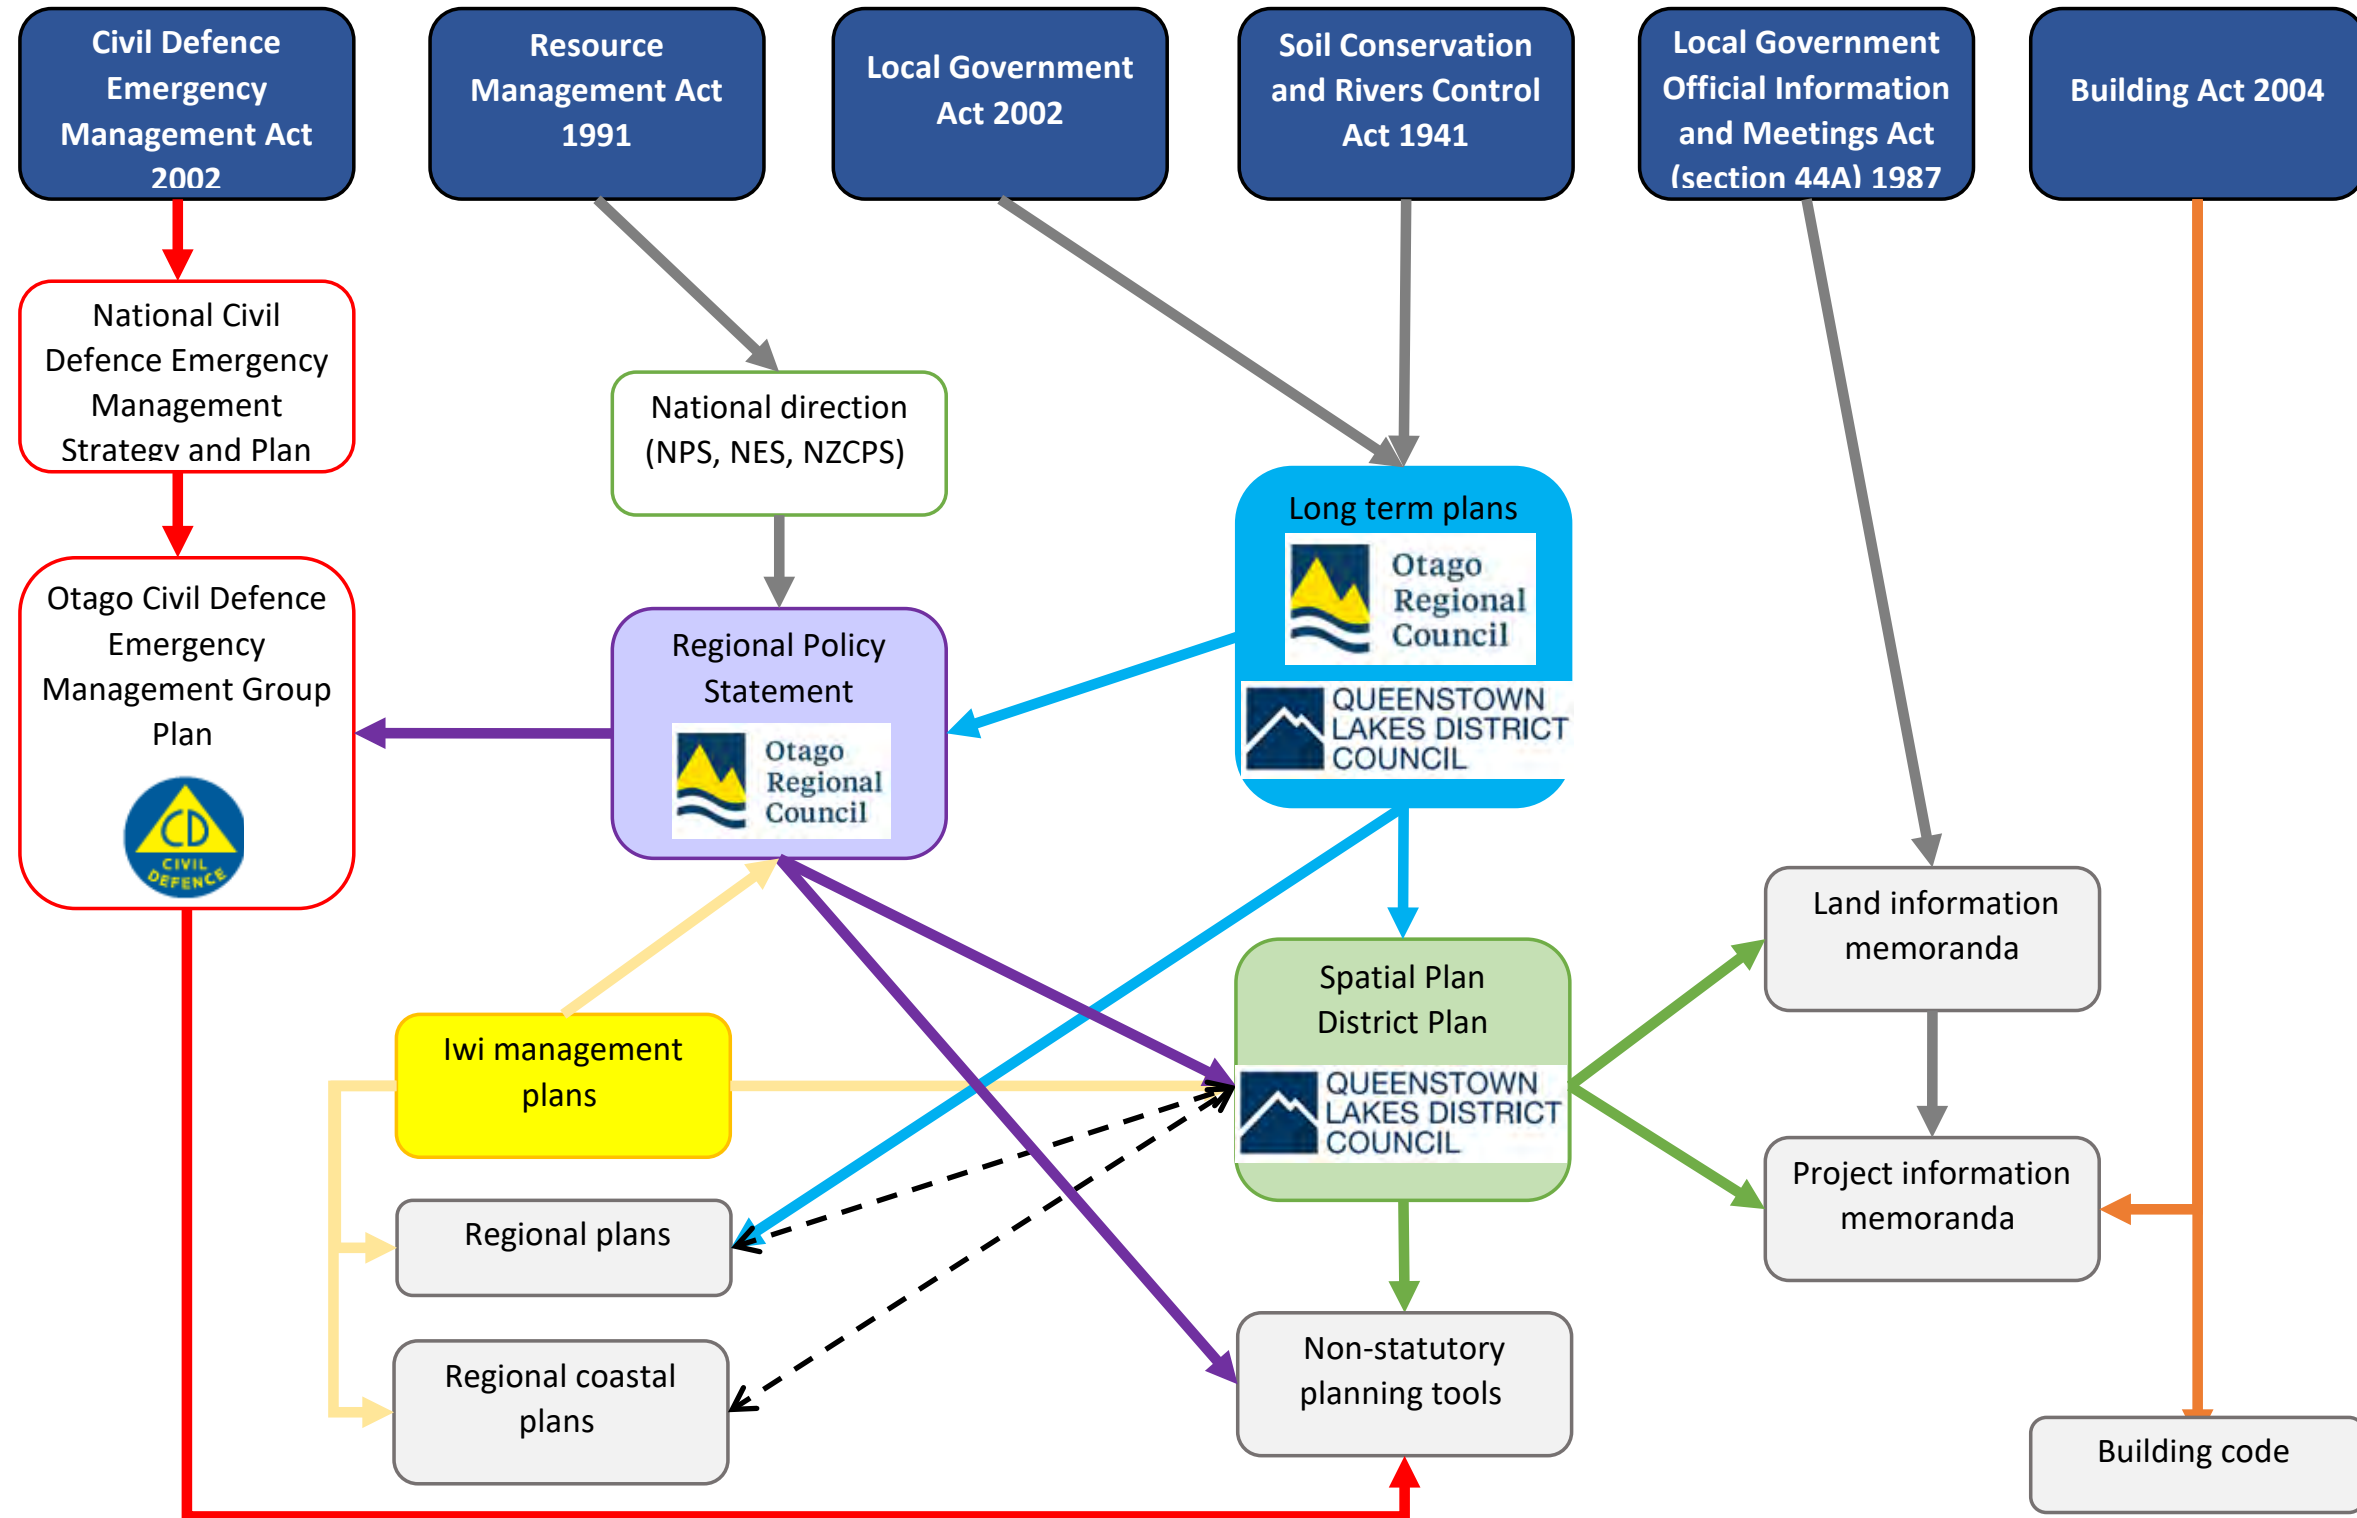 Civil Defence
Emergency
Management Act
2002
Resource
Management Act
1991
Local Government
Act 2002
Soil Conservation
and Rivers Control
Act 1941
Local Government
Official Information
and Meetings Act
(section 44A) 1987
Building Act 2004
National Civil
Defence Emergency
Management
Strategy and Plan
National direction
(NPS, NES, NZCPS)
Long term plans
Otago
Regional
Council
QUEENSTOWN
LAKES DISTRICT
COUNCIL
Otago Civil Defence
Emergency
Management Group
Plan
CD
CIVIL
DEFENCE
Regional Policy
Statement
Otago
Regional
Council
Land information
memoranda
Spatial Plan
District Plan
QUEENSTOWN
LAKES DISTRICT
COUNCIL
Iwi management
plans
Project information
memoranda
Regional plans
Regional coastal
plans
Non-statutory
planning tools
Building code